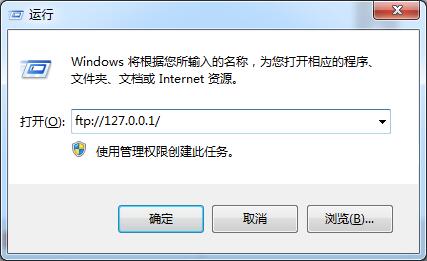 运行
Windows 将根据您所输入的名称，为您打开相应的程序、
文件夹、文档或 Internet 资源。
打开(O): ftp://127.0.0.1/
使用管理权限创建此任务。
确定 取消 浏览(B)...